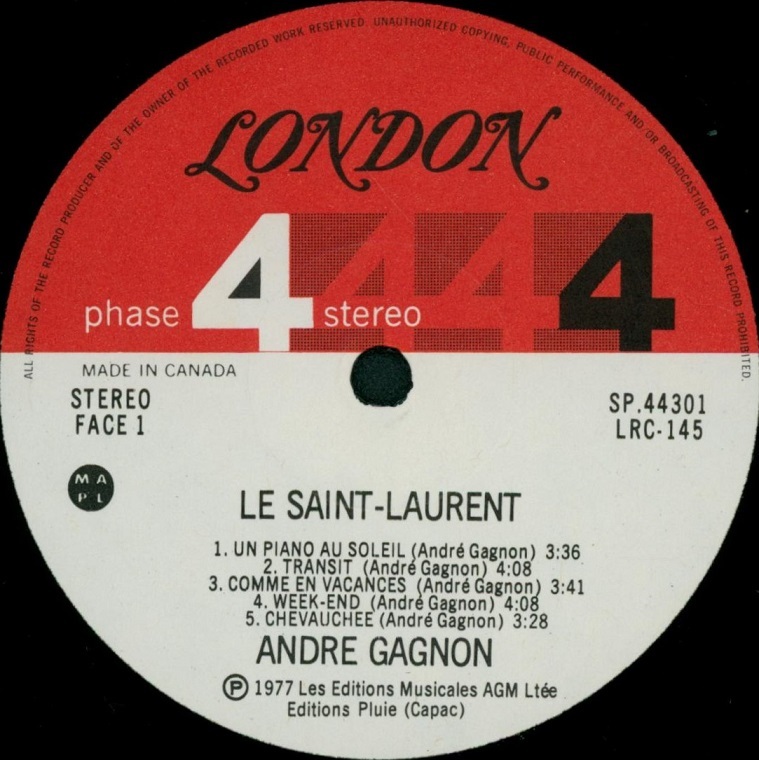 ALL RIGHTS OF THE RECORD PRODUCER AND OF THE OWNER OF THE RECORDED WORK RESERVED. UNAUTHORIZED COPYING, PUBLIC PERFORMANCE AND/OR BROADCASTING OF THIS RECORD PROHIBITED.
LONDON
phase 4 stereo 4 4 4
MADE IN CANADA
STEREO
FACE 1
SP.44301
LRC-145
M A
P L
LE SAINT-LAURENT
1. UN PIANO AU SOLEIL (André Gagnon) 3:36
2. TRANSIT (André Gagnon) 4:08
3. COMME EN VACANCES (André Gagnon) 3:41
4. WEEK-END (André Gagnon) 4:08
5. CHEVAUCHEE (André Gagnon) 3:28
ANDRE GAGNON
Ⓟ 1977 Les Editions Musicales AGM Ltée
Editions Pluie (Capac)